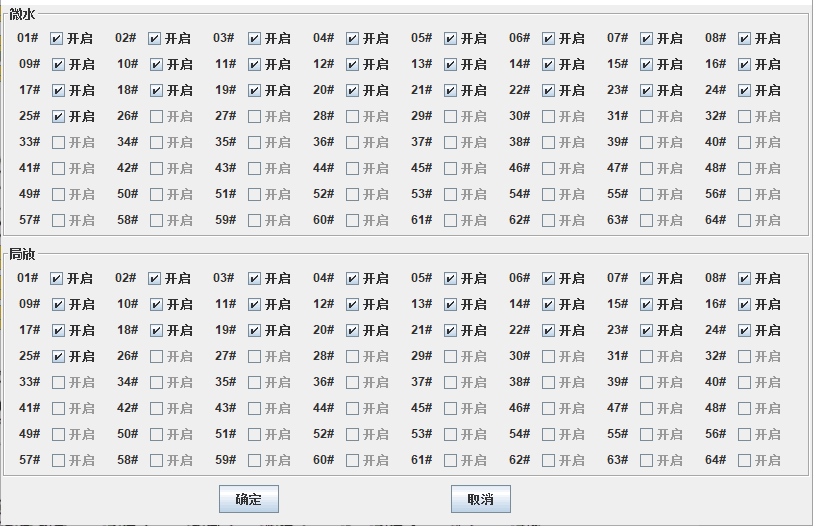 微水
01# 开启 02# 开启 03# 开启 04# 开启 05# 开启 06# 开启 07# 开启 08# 开启
09# 开启 10# 开启 11# 开启 12# 开启 13# 开启 14# 开启 15# 开启 16# 开启
17# 开启 18# 开启 19# 开启 20# 开启 21# 开启 22# 开启 23# 开启 24# 开启
25# 开启 26# 开启 27# 开启 28# 开启 29# 开启 30# 开启 31# 开启 32# 开启
33# 开启 34# 开启 35# 开启 36# 开启 37# 开启 38# 开启 39# 开启 40# 开启
41# 开启 42# 开启 43# 开启 44# 开启 45# 开启 46# 开启 47# 开启 48# 开启
49# 开启 50# 开启 51# 开启 52# 开启 53# 开启 54# 开启 55# 开启 56# 开启
57# 开启 58# 开启 59# 开启 60# 开启 61# 开启 62# 开启 63# 开启 64# 开启
局放
01# 开启 02# 开启 03# 开启 04# 开启 05# 开启 06# 开启 07# 开启 08# 开启
09# 开启 10# 开启 11# 开启 12# 开启 13# 开启 14# 开启 15# 开启 16# 开启
17# 开启 18# 开启 19# 开启 20# 开启 21# 开启 22# 开启 23# 开启 24# 开启
25# 开启 26# 开启 27# 开启 28# 开启 29# 开启 30# 开启 31# 开启 32# 开启
33# 开启 34# 开启 35# 开启 36# 开启 37# 开启 38# 开启 39# 开启 40# 开启
41# 开启 42# 开启 43# 开启 44# 开启 45# 开启 46# 开启 47# 开启 48# 开启
49# 开启 50# 开启 51# 开启 52# 开启 53# 开启 54# 开启 55# 开启 56# 开启
57# 开启 58# 开启 59# 开启 60# 开启 61# 开启 62# 开启 63# 开启 64# 开启
确定 取消